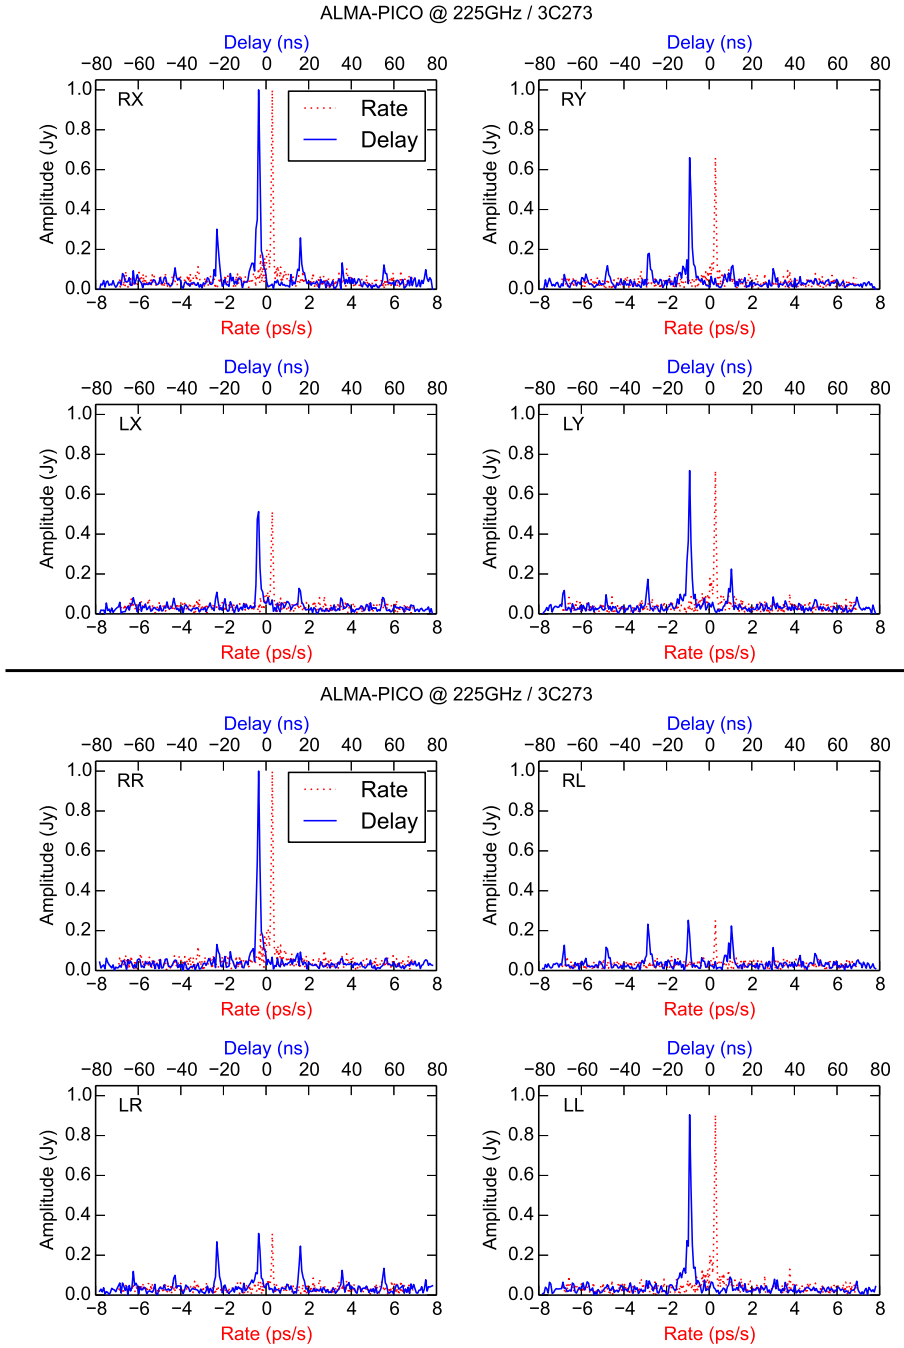 ALMA-PICO @ 225GHz / 3C273
Delay (ns)
−80 −60 −40 −20 0 20 40 60 80
RX
Rate
Delay
Amplitude (Jy)
1.0
0.8
0.6
0.4
0.2
0.0
−8 −6 −4 −2 0 2 4 6 8
Rate (ps/s)
Delay (ns)
−80 −60 −40 −20 0 20 40 60 80
RY
Amplitude (Jy)
1.0
0.8
0.6
0.4
0.2
0.0
−8 −6 −4 −2 0 2 4 6 8
Rate (ps/s)
Delay (ns)
−80 −60 −40 −20 0 20 40 60 80
LX
Amplitude (Jy)
1.0
0.8
0.6
0.4
0.2
0.0
−8 −6 −4 −2 0 2 4 6 8
Rate (ps/s)
Delay (ns)
−80 −60 −40 −20 0 20 40 60 80
LY
Amplitude (Jy)
1.0
0.8
0.6
0.4
0.2
0.0
−8 −6 −4 −2 0 2 4 6 8
Rate (ps/s)
ALMA-PICO @ 225GHz / 3C273
Delay (ns)
−80 −60 −40 −20 0 20 40 60 80
RR
Rate
Delay
Amplitude (Jy)
1.0
0.8
0.6
0.4
0.2
0.0
−8 −6 −4 −2 0 2 4 6 8
Rate (ps/s)
Delay (ns)
−80 −60 −40 −20 0 20 40 60 80
RL
Amplitude (Jy)
1.0
0.8
0.6
0.4
0.2
0.0
−8 −6 −4 −2 0 2 4 6 8
Rate (ps/s)
Delay (ns)
−80 −60 −40 −20 0 20 40 60 80
LR
Amplitude (Jy)
1.0
0.8
0.6
0.4
0.2
0.0
−8 −6 −4 −2 0 2 4 6 8
Rate (ps/s)
Delay (ns)
−80 −60 −40 −20 0 20 40 60 80
LL
Amplitude (Jy)
1.0
0.8
0.6
0.4
0.2
0.0
−8 −6 −4 −2 0 2 4 6 8
Rate (ps/s)